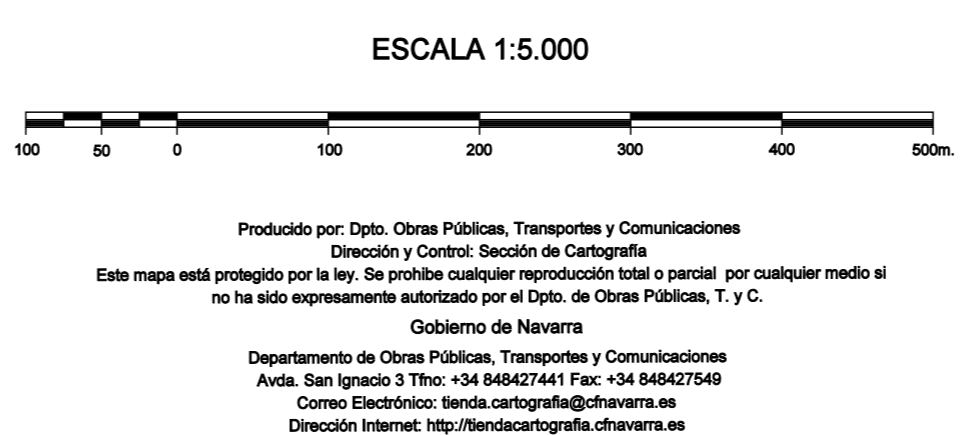 ESCALA 1:5.000
100 50 0 100 200 300 400 500m.
Producido por: Dpto. Obras Públicas, Transportes y Comunicaciones
Dirección y Control: Sección de Cartografía
Este mapa está protegido por la ley. Se prohibe cualquier reproducción total o parcial por cualquier medio si
no ha sido expresamente autorizado por el Dpto. de Obras Públicas, T. y C.
Gobierno de Navarra
Departamento de Obras Públicas, Transportes y Comunicaciones
Avda. San Ignacio 3 Tfno: +34 848427441 Fax: +34 848427549
Correo Electrónico: tienda.cartografia@cfnavarra.es
Dirección Internet: http://tiendacartografia.cfnavarra.es